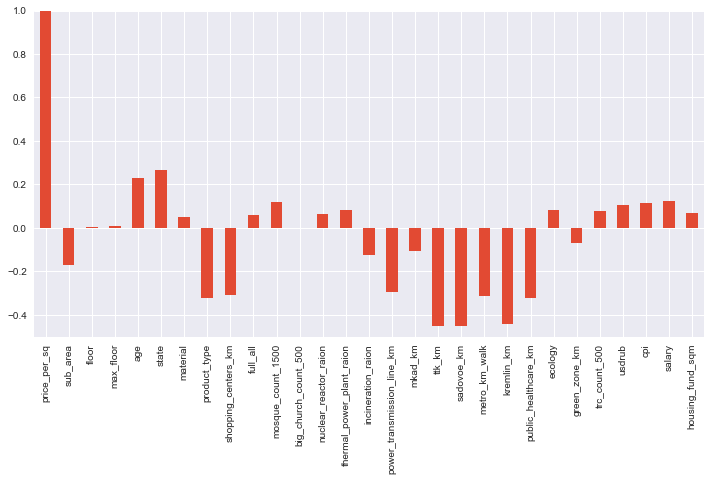 1.0
0.8
0.6
0.4
0.2
0.0
−0.2
−0.4
price_per_sq
sub_area
floor
max_floor
age
state
material
product_type
shopping_centers_km
full_all
mosque_count_1500
big_church_count_500
nuclear_reactor_raion
thermal_power_plant_raion
incineration_raion
power_transmission_line_km
mkad_km
ttk_km
sadovoe_km
metro_km_walk
kremlin_km
public_healthcare_km
ecology
green_zone_km
trc_count_500
usdrub
cpi
salary
housing_fund_sqm